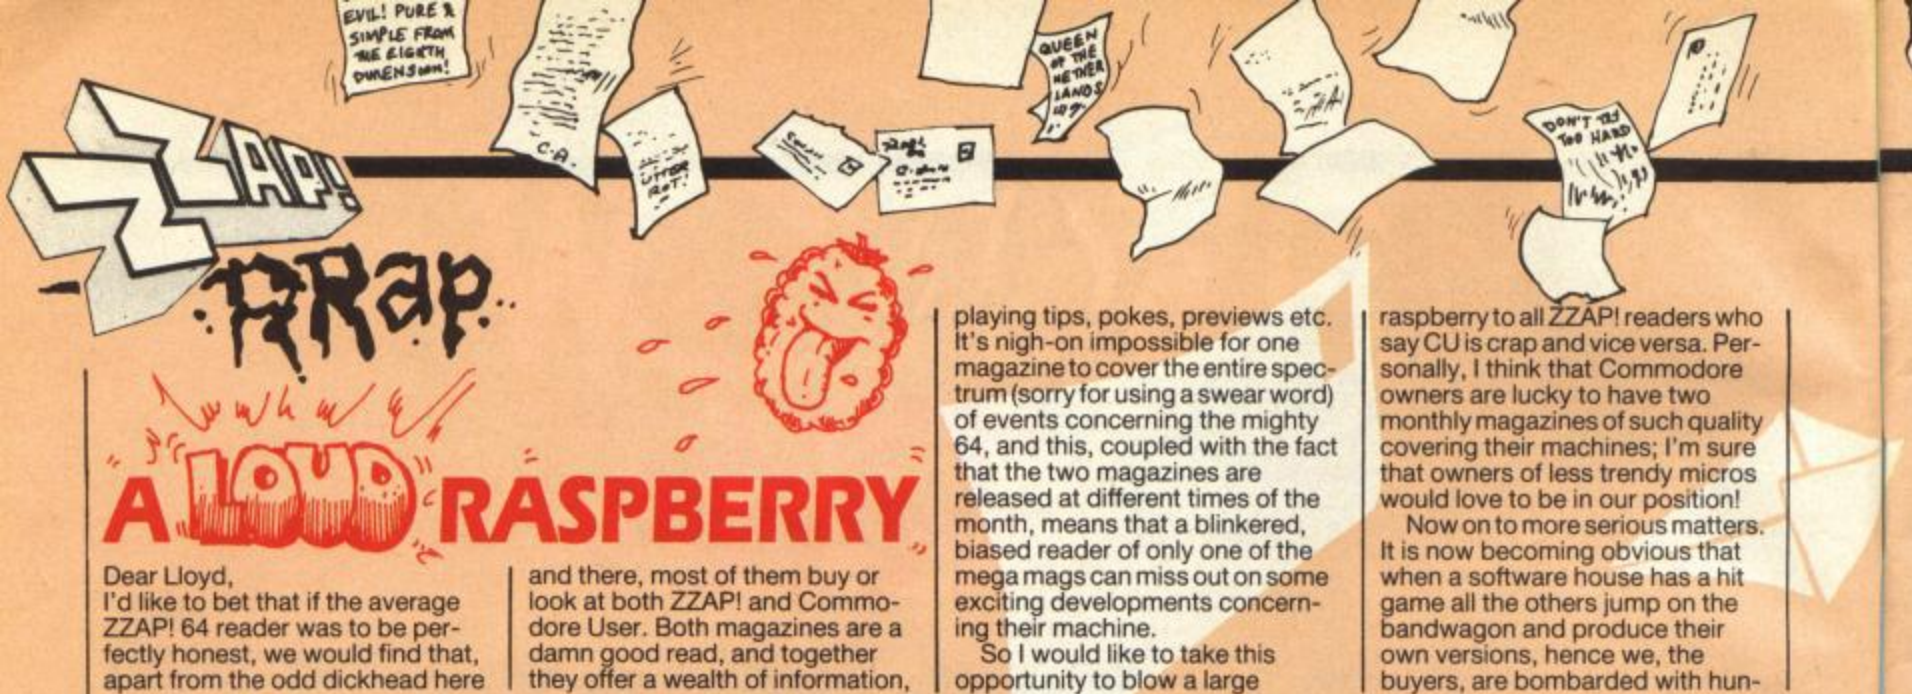 EVIL! PURE &
SIMPLE FROM
THE EIGHTH
DIMENSION!
C.A.
UTTER
ROT!
QUEEN
OF THE
NETHER
LANDS
DON'T TRY
TOO HARD
ZZAP!
RRap
A LOUD RASPBERRY
Dear Lloyd,
I'd like to bet that if the average
ZZAP! 64 reader was to be per-
fectly honest, we would find that,
apart from the odd dickhead here
and there, most of them buy or
look at both ZZAP! and Commo-
dore User. Both magazines are a
damn good read, and together
they offer a wealth of information,
playing tips, pokes, previews etc.
It's nigh-on impossible for one
magazine to cover the entire spec-
trum (sorry for using a swear word)
of events concerning the mighty
64, and this, coupled with the fact
that the two magazines are
released at different times of the
month, means that a blinkered,
biased reader of only one of the
mega mags can miss out on some
exciting developments concern-
ing their machine.
So I would like to take this
opportunity to blow a large
raspberry to all ZZAP! readers who
say CU is crap and vice versa. Per-
sonally, I think that Commodore
owners are lucky to have two
monthly magazines of such quality
covering their machines; I'm sure
that owners of less trendy micros
would love to be in our position!
Now on to more serious matters.
It is now becoming obvious that
when a software house has a hit
game all the others jump on the
bandwagon and produce their
own versions, hence we, the
buyers, are bombarded with hun-